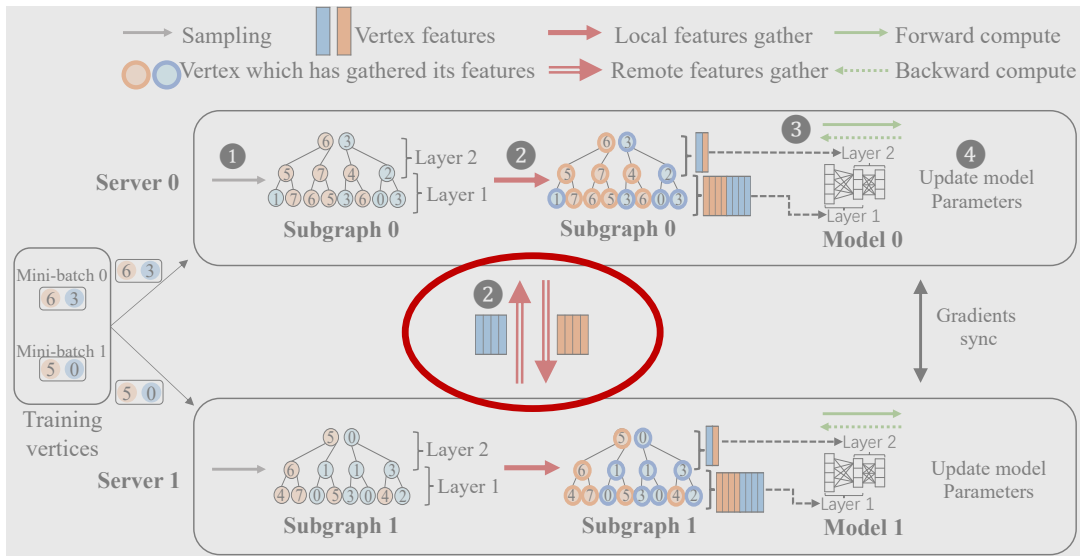 Sampling
Vertex features
Local features gather
Forward compute
Vertex which has gathered its features
Remote features gather
Backward compute
Server 0
1
6 3
5 7 4 2
1 7 6 5 3 6 0 3
Layer 2
Layer 1
Subgraph 0
2
6 3
5 7 4 2
1 7 6 5 3 6 0 3
Subgraph 0
3
Layer 2
Layer 1
Model 0
4
Update model
Parameters
Mini-batch 0
6 3
Mini-batch 1
5 0
Training
vertices
6 3
5 0
2
Gradients
sync
Server 1
5 0
6 1 1 3
4 7 0 5 3 0 4 2
Layer 2
Layer 1
Subgraph 1
5 0
6 1 1 3
4 7 0 5 3 0 4 2
Subgraph 1
Layer 2
Layer 1
Model 1
Update model
Parameters